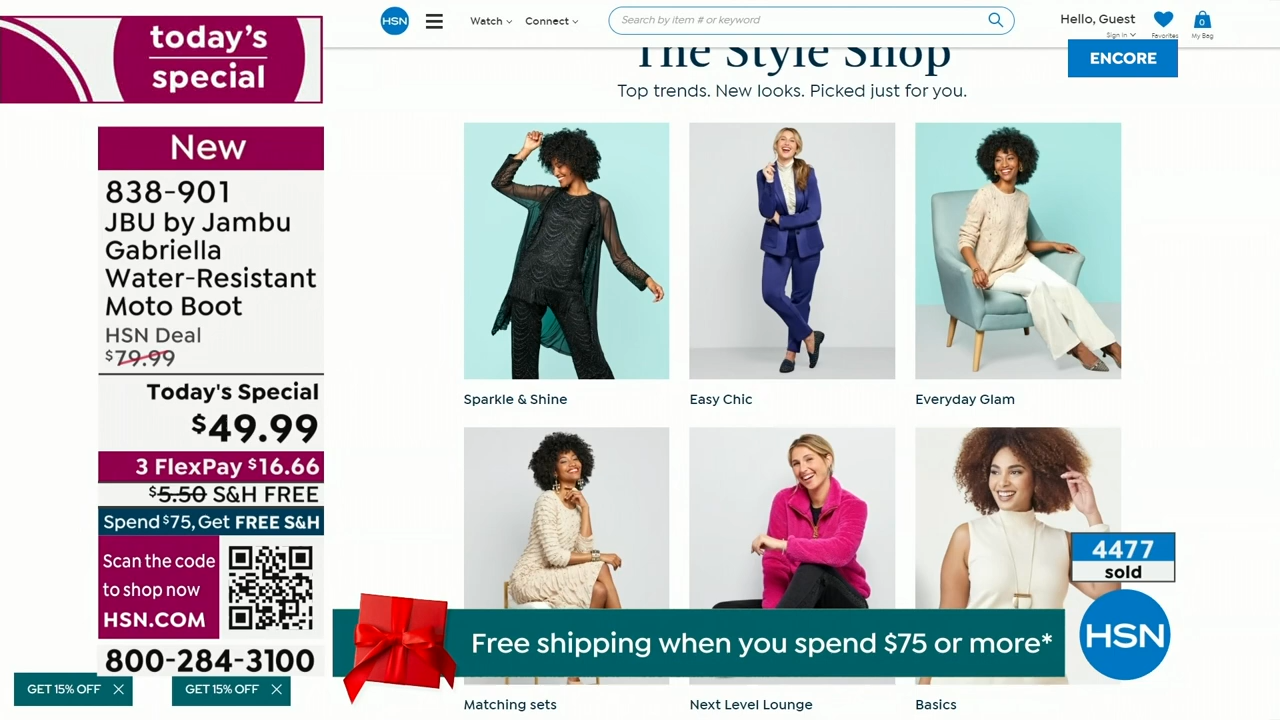 today's
special
New
838-901
JBU by Jambu
Gabriella
Water-Resistant
Moto Boot
HSN Deal
$79.99
Today's Special
$49.99
3 FlexPay $16.66
$5.50 S&H FREE
Spend $75, Get FREE S&H
Scan the code
to shop now
HSN.COM
800-284-3100
GET 15% OFF
GET 15% OFF
HSN
Watch
Connect
Search by item # or keyword
Hello, Guest
Sign In
Favorites
0
My Bag
ENCORE
The Style Shop
Top trends. New looks. Picked just for you.
Sparkle & Shine
Easy Chic
Everyday Glam
4477
sold
Free shipping when you spend $75 or more*
HSN
Matching sets
Next Level Lounge
Basics